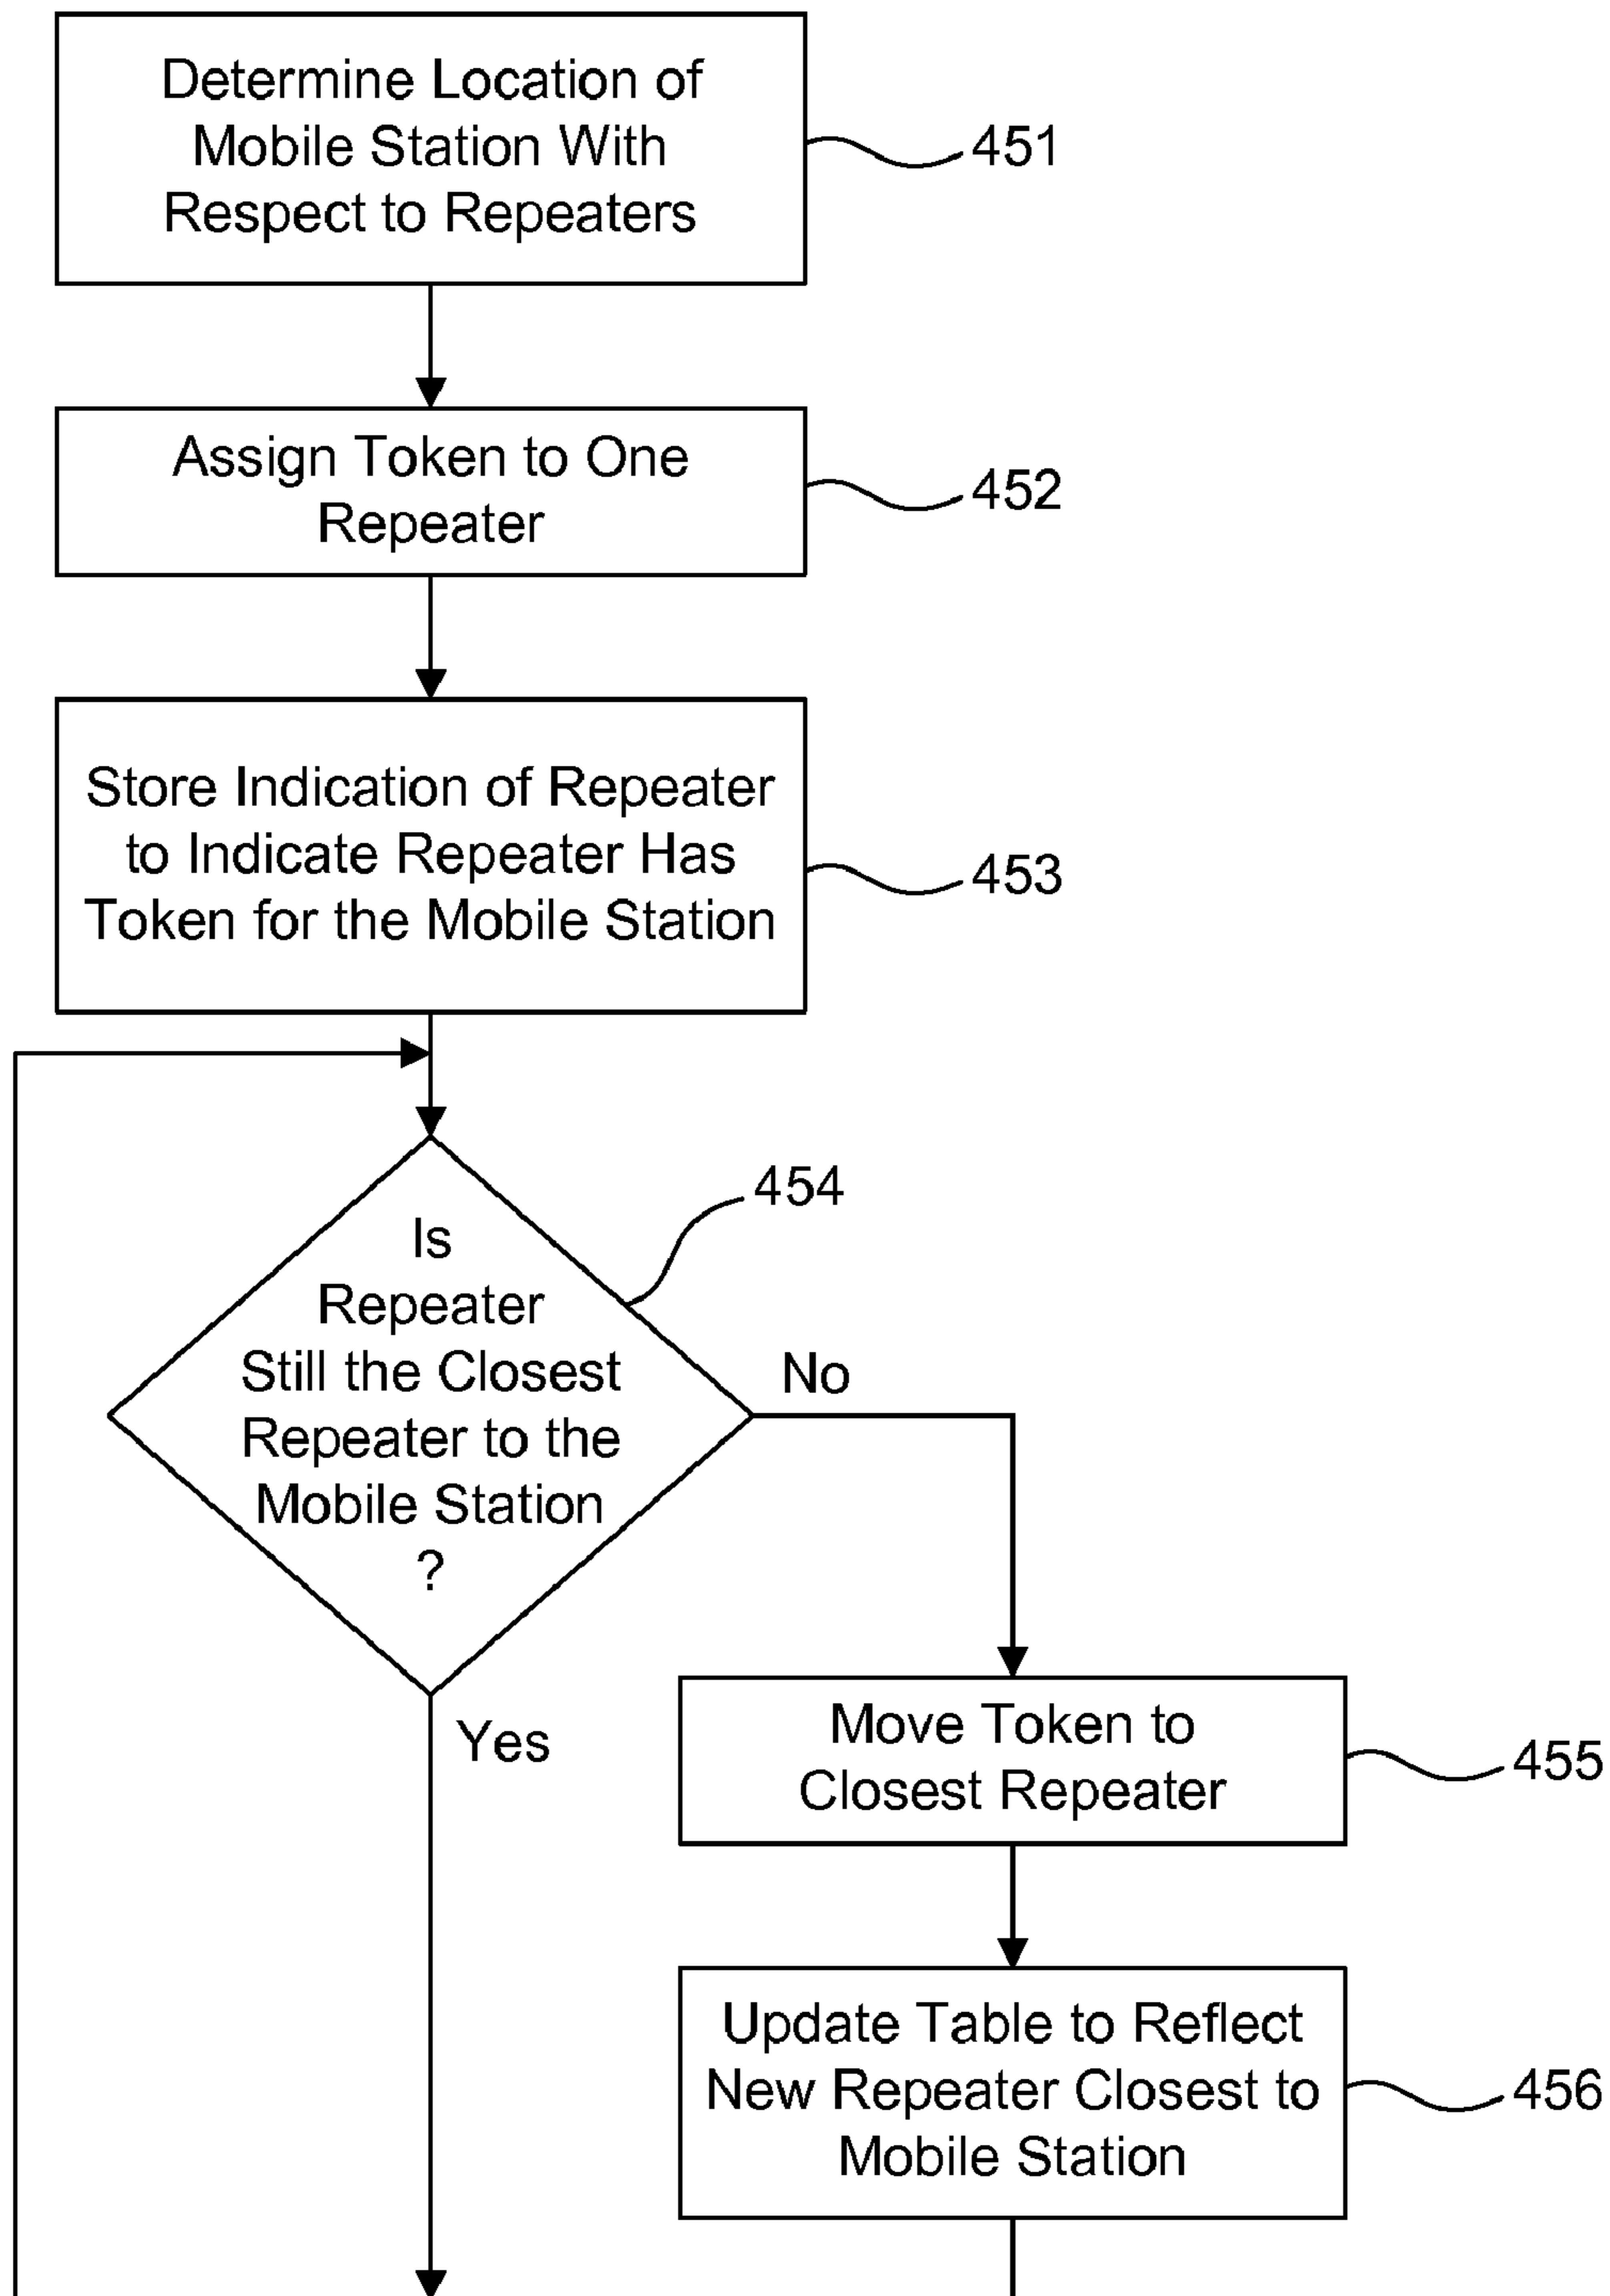 Determine Location of
Mobile Station With
Respect to Repeaters
451
Assign Token to One
Repeater
452
Store Indication of Repeater
to Indicate Repeater Has
Token for the Mobile Station
453
454
Is
Repeater
Still the Closest
Repeater to the
Mobile Station
?
No
Yes
Move Token to
Closest Repeater
455
Update Table to Reflect
New Repeater Closest to
Mobile Station
456